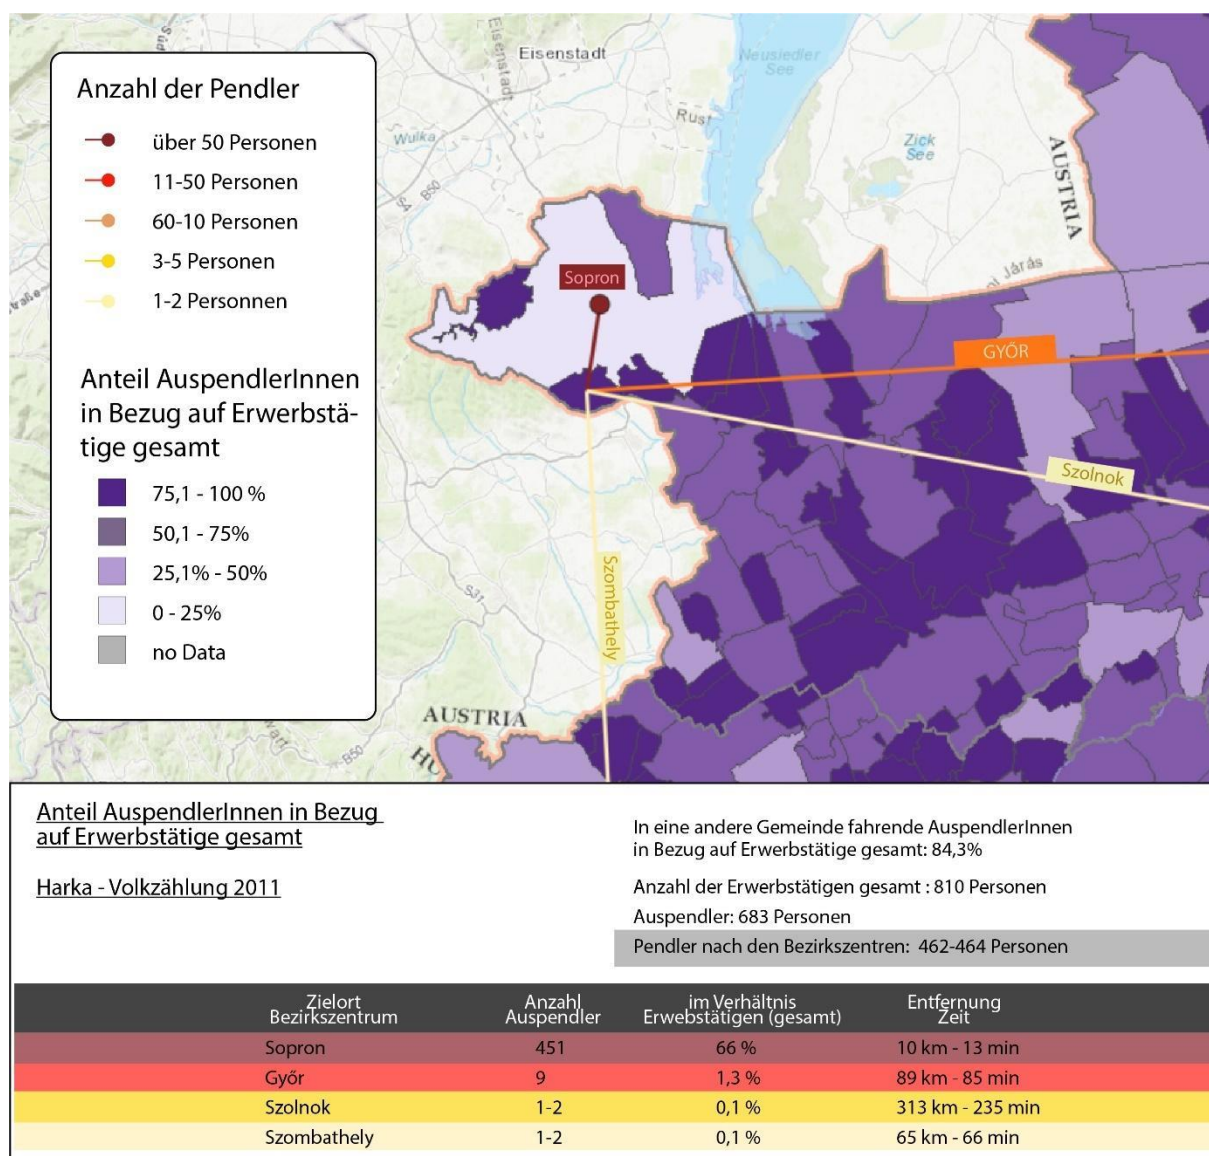 Eisenstadt
Eisenstadt
Neusiedler
See
Rust
Wulka
Zick
See
AUSTRIA
S4
B50
Anzahl der Pendler
über 50 Personen
11-50 Personen
60-10 Personen
3-5 Personen
1-2 Personnen
Anteil AuspendlerInnen
in Bezug auf Erwerbstä-
tige gesamt
75,1 - 100 %
50,1 - 75%
25,1% - 50%
0 - 25%
no Data
Sopron
Járás
GYŐR
Szolnok
Szombathely
S31
AUSTRIA
B50
Anteil AuspendlerInnen in Bezug
auf Erwerbstätige gesamt
Harka - Volkzählung 2011
In eine andere Gemeinde fahrende AuspendlerInnen
in Bezug auf Erwerbstätige gesamt: 84,3%
Anzahl der Erwerbstätigen gesamt : 810 Personen
Auspendler: 683 Personen
Pendler nach den Bezirkszentren: 462-464 Personen
Zielort Bezirkszentrum Anzahl Auspendler im Verhältnis Erwebstätigen (gesamt) Entfernung Zeit
Sopron 451 66 % 10 km - 13 min
Győr 9 1,3 % 89 km - 85 min
Szolnok 1-2 0,1 % 313 km - 235 min
Szombathely 1-2 0,1 % 65 km - 66 min